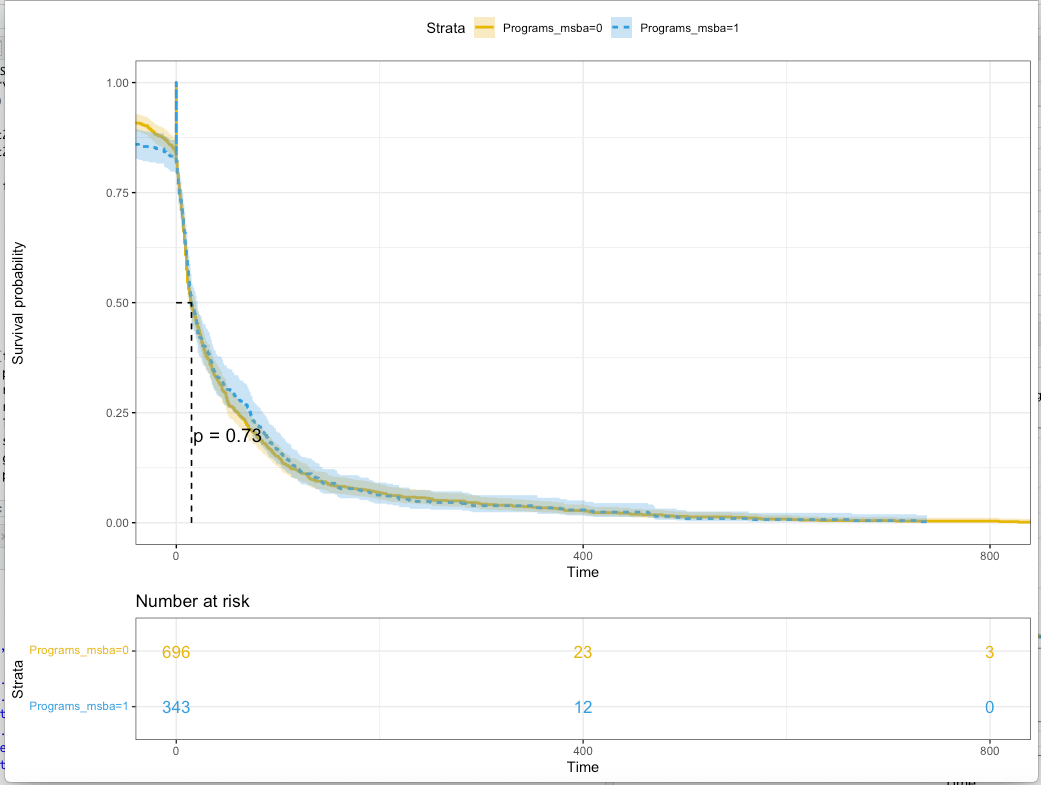 Strata Programs_msba=0 Programs_msba=1
1.00
0.75
0.50
0.25
0.00
Survival probability
p = 0.73
0 400 800
Time
Number at risk
Strata
Programs_msba=0 696 23 3
Programs_msba=1 343 12 0
0 400 800
Time